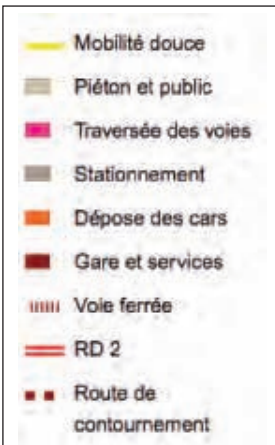 Mobilité douce
Piéton et public
Traversée des voies
Stationnement
Dépose des cars
Gare et services
Voie ferrée
RD 2
Route de
contournement